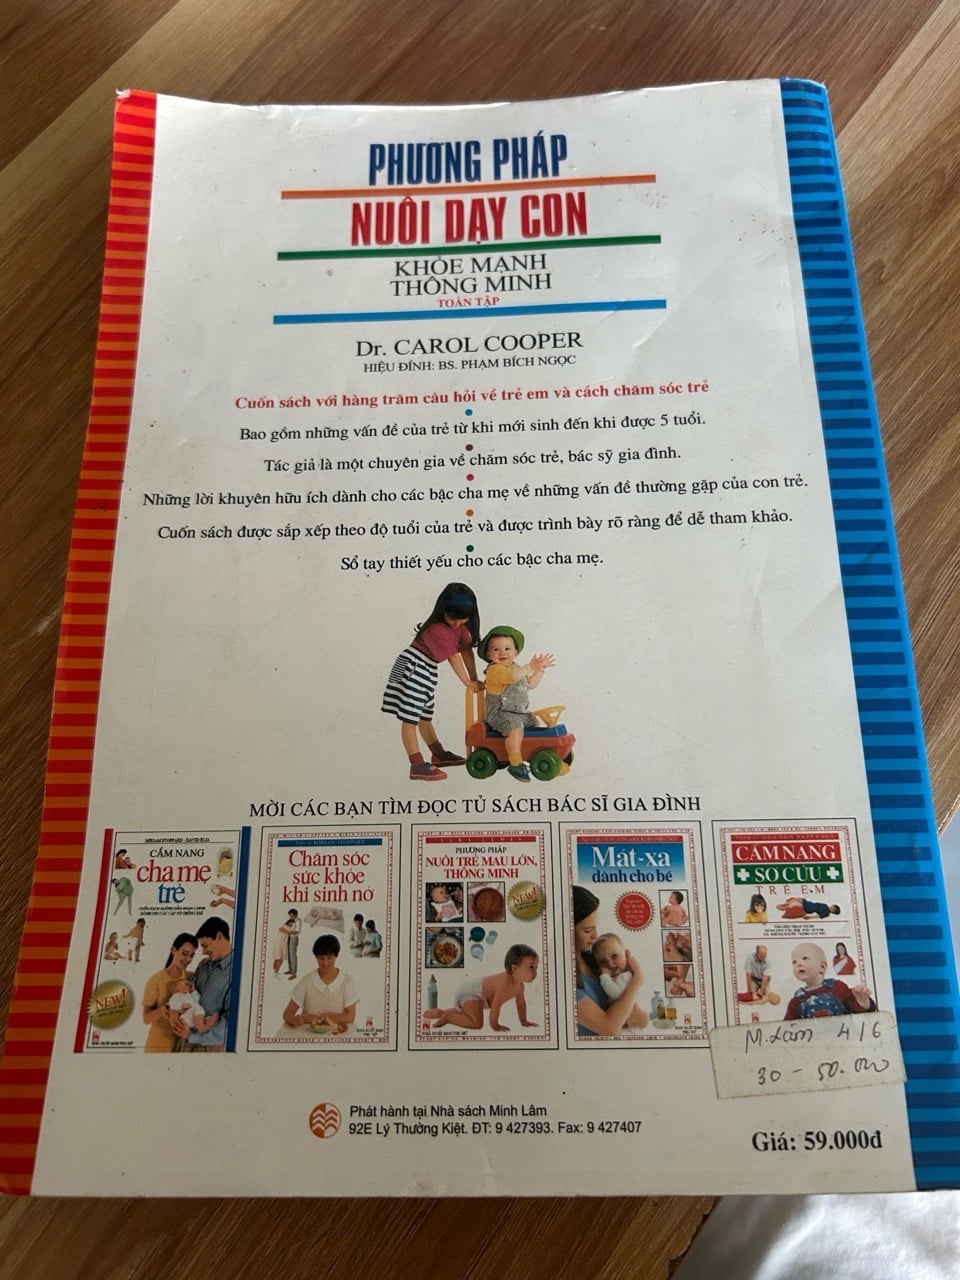 PHƯƠNG PHÁP
NUÔI DẠY CON
KHỎE MẠNH
THÔNG MINH
TOÀN TẬP
Dr. CAROL COOPER
HIỆU ĐÍNH: BS. PHẠM BÍCH NGỌC
Cuốn sách với hàng trăm câu hỏi về trẻ em và cách chăm sóc trẻ
Bao gồm những vấn đề của trẻ từ khi mới sinh đến khi được 5 tuổi.
Tác giả là một chuyên gia về chăm sóc trẻ, bác sỹ gia đình.
Những lời khuyên hữu ích dành cho các bậc cha mẹ về những vấn đề thường gặp của con trẻ.
Cuốn sách được sắp xếp theo độ tuổi của trẻ và được trình bày rõ ràng để dễ tham khảo.
Sổ tay thiết yếu cho các bậc cha mẹ.
MỜI CÁC BẠN TÌM ĐỌC TỦ SÁCH BÁC SĨ GIA ĐÌNH
MIRIAM STOPPARD
CẨM NANG
cha mẹ
trẻ
NEW!
Chăm sóc
sức khỏe
khi sinh nở
PHƯƠNG PHÁP
NUÔI TRẺ MAU LỚN,
THÔNG MINH
NEW!
Mát-xa
dành cho bé
CẨM NANG
SƠ CỨU
TRẺ EM
M. Lâm 4/6
30 - 50.000
Phát hành tại Nhà sách Minh Lâm
92E Lý Thường Kiệt. ĐT: 9 427393. Fax: 9 427407
Giá: 59.000đ